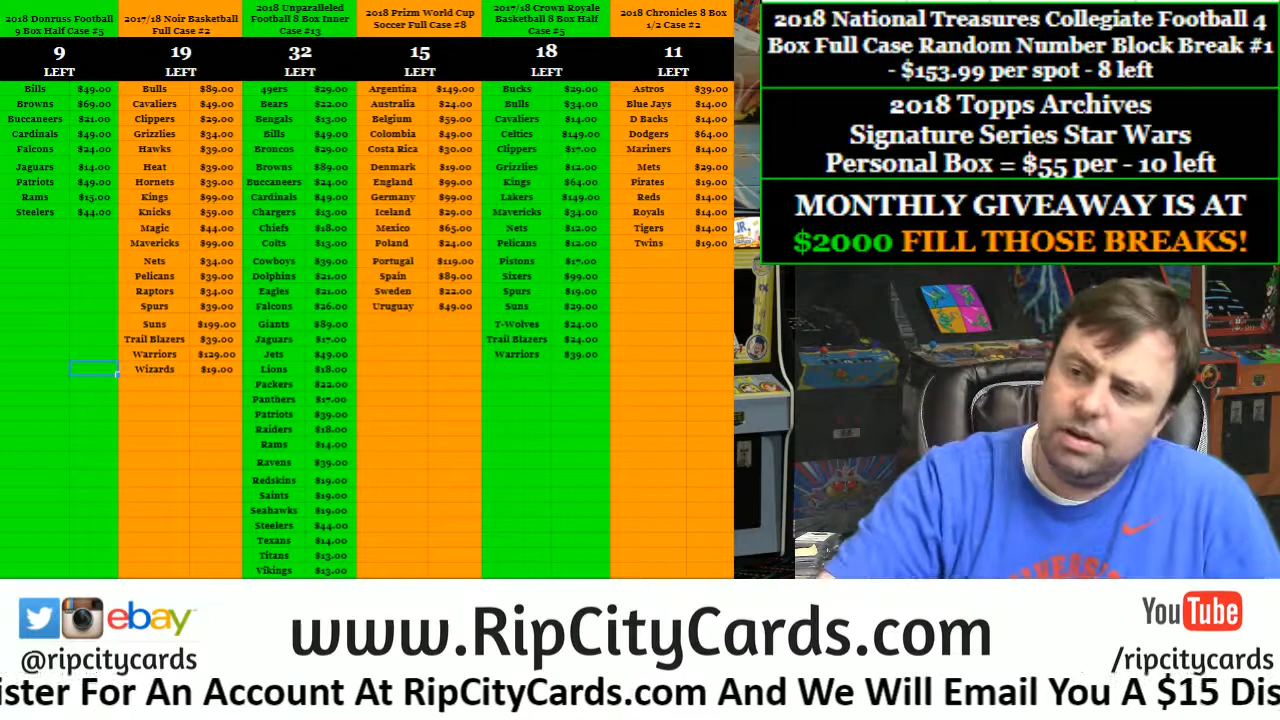 2018 Donruss Football
9 Box Half Case #5
9
LEFT
Bills $49.00
Browns $69.00
Buccaneers $21.00
Cardinals $49.00
Falcons $24.00
Jaguars $14.00
Patriots $49.00
Rams $15.00
Steelers $44.00
2017/18 Noir Basketball
Full Case #2
19
LEFT
Bulls $89.00
Cavaliers $49.00
Clippers $29.00
Grizzlies $34.00
Hawks $39.00
Heat $39.00
Hornets $39.00
Kings $99.00
Knicks $59.00
Magic $44.00
Mavericks $99.00
Nets $34.00
Pelicans $39.00
Raptors $34.00
Spurs $39.00
Suns $199.00
Trail Blazers $39.00
Warriors $129.00
Wizards $19.00
2018 Unparalleled
Football 8 Box Inner
Case #13
32
LEFT
49ers $29.00
Bears $22.00
Bengals $13.00
Bills $49.00
Broncos $29.00
Browns $89.00
Buccaneers $24.00
Cardinals $49.00
Chargers $13.00
Chiefs $18.00
Colts $13.00
Cowboys $39.00
Dolphins $21.00
Eagles $21.00
Falcons $26.00
Giants $89.00
Jaguars $17.00
Jets $49.00
Lions $18.00
Packers $22.00
Panthers $17.00
Patriots $39.00
Raiders $18.00
Rams $14.00
Ravens $39.00
Redskins $19.00
Saints $19.00
Seahawks $19.00
Steelers $44.00
Texans $14.00
Titans $13.00
Vikings $13.00
2018 Prizm World Cup
Soccer Full Case #8
15
LEFT
Argentina $149.00
Australia $24.00
Belgium $59.00
Colombia $49.00
Costa Rica $30.00
Denmark $19.00
England $99.00
Germany $99.00
Iceland $29.00
Mexico $65.00
Poland $24.00
Portugal $119.00
Spain $89.00
Sweden $22.00
Uruguay $49.00
2017/18 Crown Royale
Basketball 8 Box Half
Case #5
18
LEFT
Bucks $29.00
Bulls $34.00
Cavaliers $14.00
Celtics $149.00
Clippers $17.00
Grizzlies $12.00
Kings $64.00
Lakers $149.00
Mavericks $34.00
Nets $12.00
Pelicans $12.00
Pistons $17.00
Sixers $99.00
Spurs $19.00
Suns $29.00
T-Wolves $24.00
Trail Blazers $24.00
Warriors $39.00
2018 Chronicles 8 Box
1/2 Case #2
11
LEFT
Astros $39.00
Blue Jays $14.00
D Backs $14.00
Dodgers $64.00
Mariners $14.00
Mets $29.00
Pirates $19.00
Reds $14.00
Royals $14.00
Tigers $14.00
Twins $19.00
2018 National Treasures Collegiate Football 4
Box Full Case Random Number Block Break #1
- $153.99 per spot - 8 left
2018 Topps Archives
Signature Series Star Wars
Personal Box = $55 per - 10 left
MONTHLY GIVEAWAY IS AT
$2000 FILL THOSE BREAKS!
ebay
@ripcitycards
www.RipCityCards.com
YouTube
/ripcitycards
ister For An Account At RipCityCards.com And We Will Email You A $15 Dis